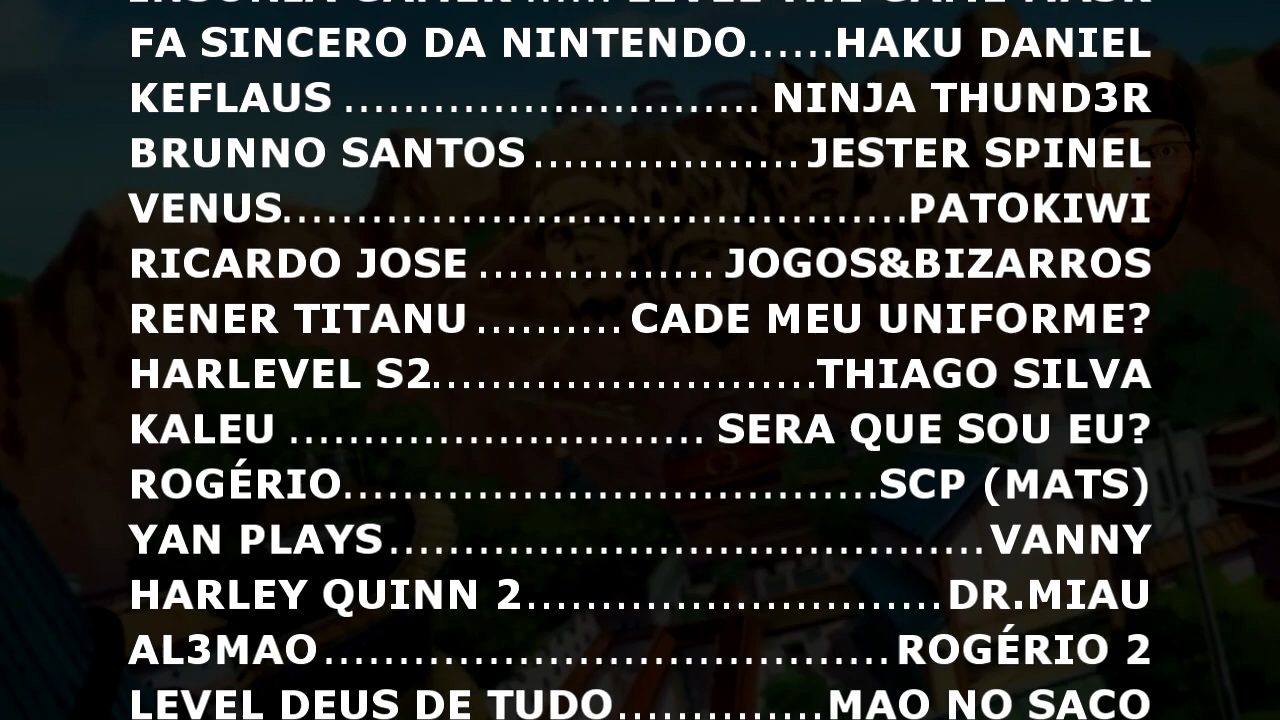 FA SINCERO DA NINTENDO......HAKU DANIEL
KEFLAUS ............................ NINJA THUND3R
BRUNNO SANTOS .................. JESTER SPINEL
VENUS..........................................PATOKIWI
RICARDO JOSE ................ JOGOS&BIZARROS
RENER TITANU .......... CADE MEU UNIFORME?
HARLEVEL S2..........................THIAGO SILVA
KALEU ............................ SERA QUE SOU EU?
ROGÉRIO....................................SCP (MATS)
YAN PLAYS........................................VANNY
HARLEY QUINN 2............................DR.MIAU
AL3MAO ...................................... ROGÉRIO 2
LEVEL DEUS DE TUDO..............MAO NO SACO